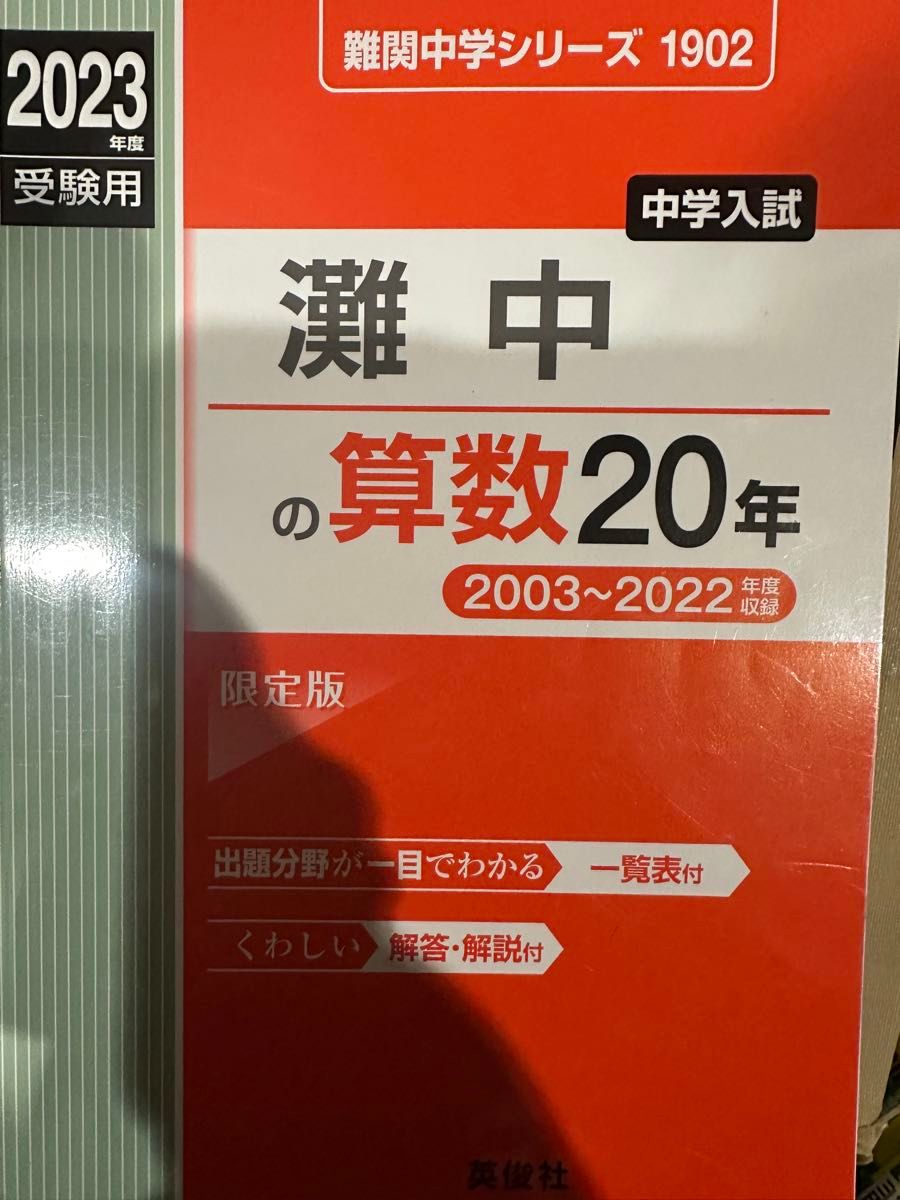 難関中学シリーズ 1902
2023
年度
受験用
中学入試
灘中
の算数20年
2003~2022 年度収録
限定版
出題分野が一目でわかる 一覧表付
くわしい 解答・解説付
英俊社